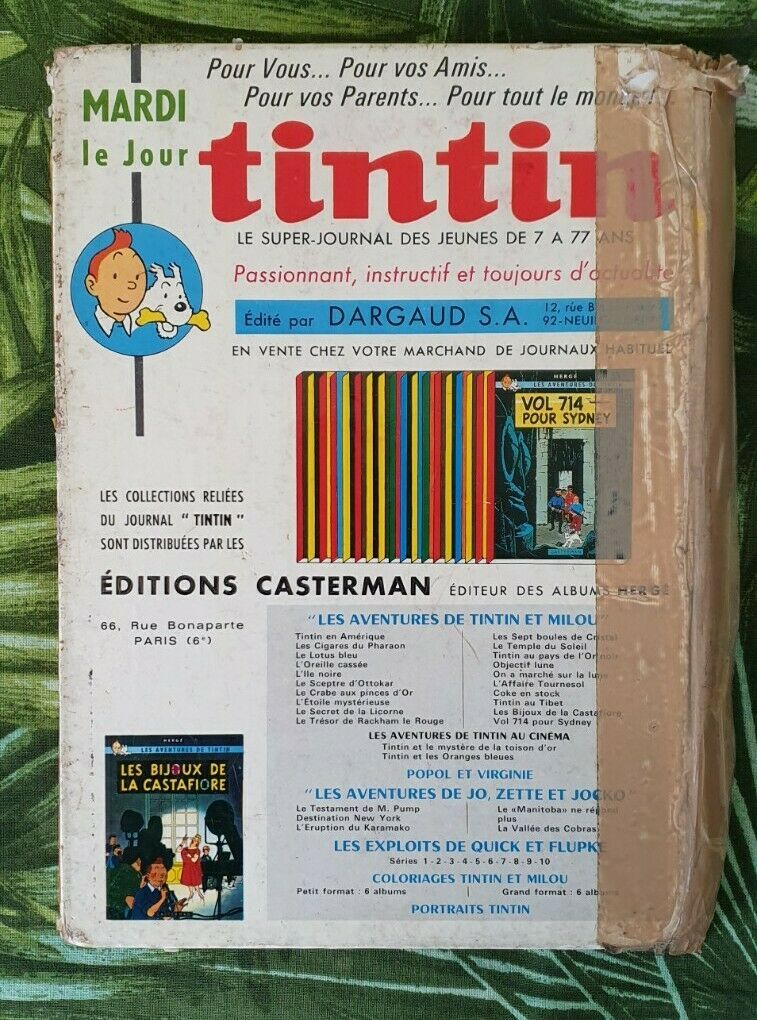 Pour Vous... Pour vos Amis...
Pour vos Parents... Pour tout le monde...
MARDI
le Jour
tintin
LE SUPER-JOURNAL DES JEUNES DE 7 A 77 ANS
Passionnant, instructif et toujours d'actualité
Édité par DARGAUD S.A. 12, rue
92-NEUI
EN VENTE CHEZ VOTRE MARCHAND DE JOURNAUX HABITUEL
HERGÉ
LES AVENTURES DE TINTIN
VOL 714
POUR SYDNEY
CASTERMAN
LES COLLECTIONS RELIÉES
DU JOURNAL "TINTIN"
SONT DISTRIBUÉES PAR LES
ÉDITIONS CASTERMAN ÉDITEUR DES ALBUMS HERGÉ
66, Rue Bonaparte
PARIS (6e)
"LES AVENTURES DE TINTIN ET MILOU"
Tintin en Amérique
Les Cigares du Pharaon
Le Lotus bleu
L'Oreille cassée
L'Ile noire
Le Sceptre d'Ottokar
Le Crabe aux pinces d'Or
L'Étoile mystérieuse
Le Secret de la Licorne
Le Trésor de Rackham le Rouge
Les Sept boules de Cristal
Le Temple du Soleil
Tintin au pays de l'Or noir
Objectif lune
On a marché sur la lune
L'Affaire Tournesol
Coke en stock
Tintin au Tibet
Les Bijoux de la Castafiore
Vol 714 pour Sydney
LES AVENTURES DE TINTIN AU CINÉMA
Tintin et le mystère de la toison d'or
Tintin et les Oranges bleues
POPOL ET VIRGINIE
"LES AVENTURES DE JO, ZETTE ET JOCKO"
Le Testament de M. Pump
Destination New York
L'Eruption du Karamako
Le «Manitoba» ne répond
plus
La Vallée des Cobras
LES EXPLOITS DE QUICK ET FLUPKE
Séries 1-2-3-4-5-6-7-8-9-10
COLORIAGES TINTIN ET MILOU
Petit format : 6 albums Grand format : 6 albums
PORTRAITS TINTIN
HERGÉ
LES AVENTURES DE TINTIN
LES BIJOUX DE
LA CASTAFIORE